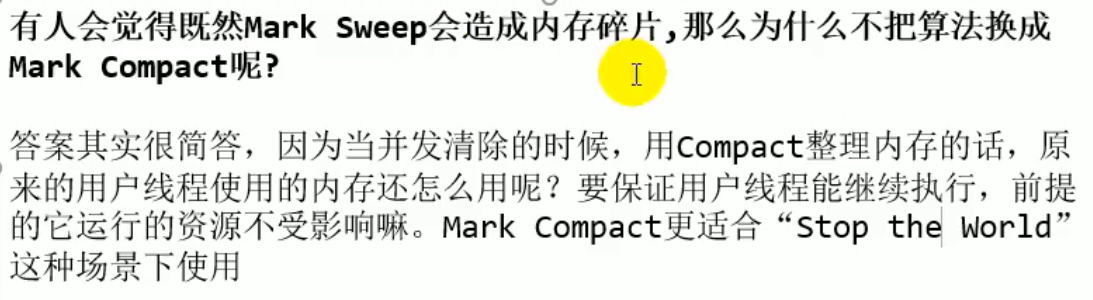 有人会觉得既然Mark Sweep会造成内存碎片,那么为什么不把算法换成
Mark Compact呢?
答案其实很简答，因为当并发清除的时候，用Compact整理内存的话，原
来的用户线程使用的内存还怎么用呢？要保证用户线程能继续执行，前提
的它运行的资源不受影响嘛。Mark Compact更适合“Stop the World”
这种场景下使用